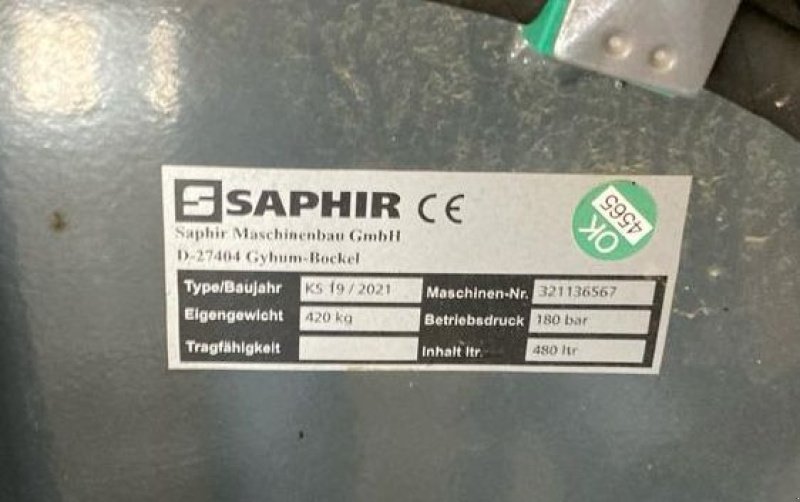 SAPHIR CE
Saphir Maschinenbau GmbH
D-27404 Gyhum-Bockel
OK
4565
Type/Baujahr KS 19 / 2021 Maschinen-Nr. 321136567
Eigengewicht 420 kg Betriebsdruck 180 bar
Tragfähigkeit Inhalt ltr. 480 ltr